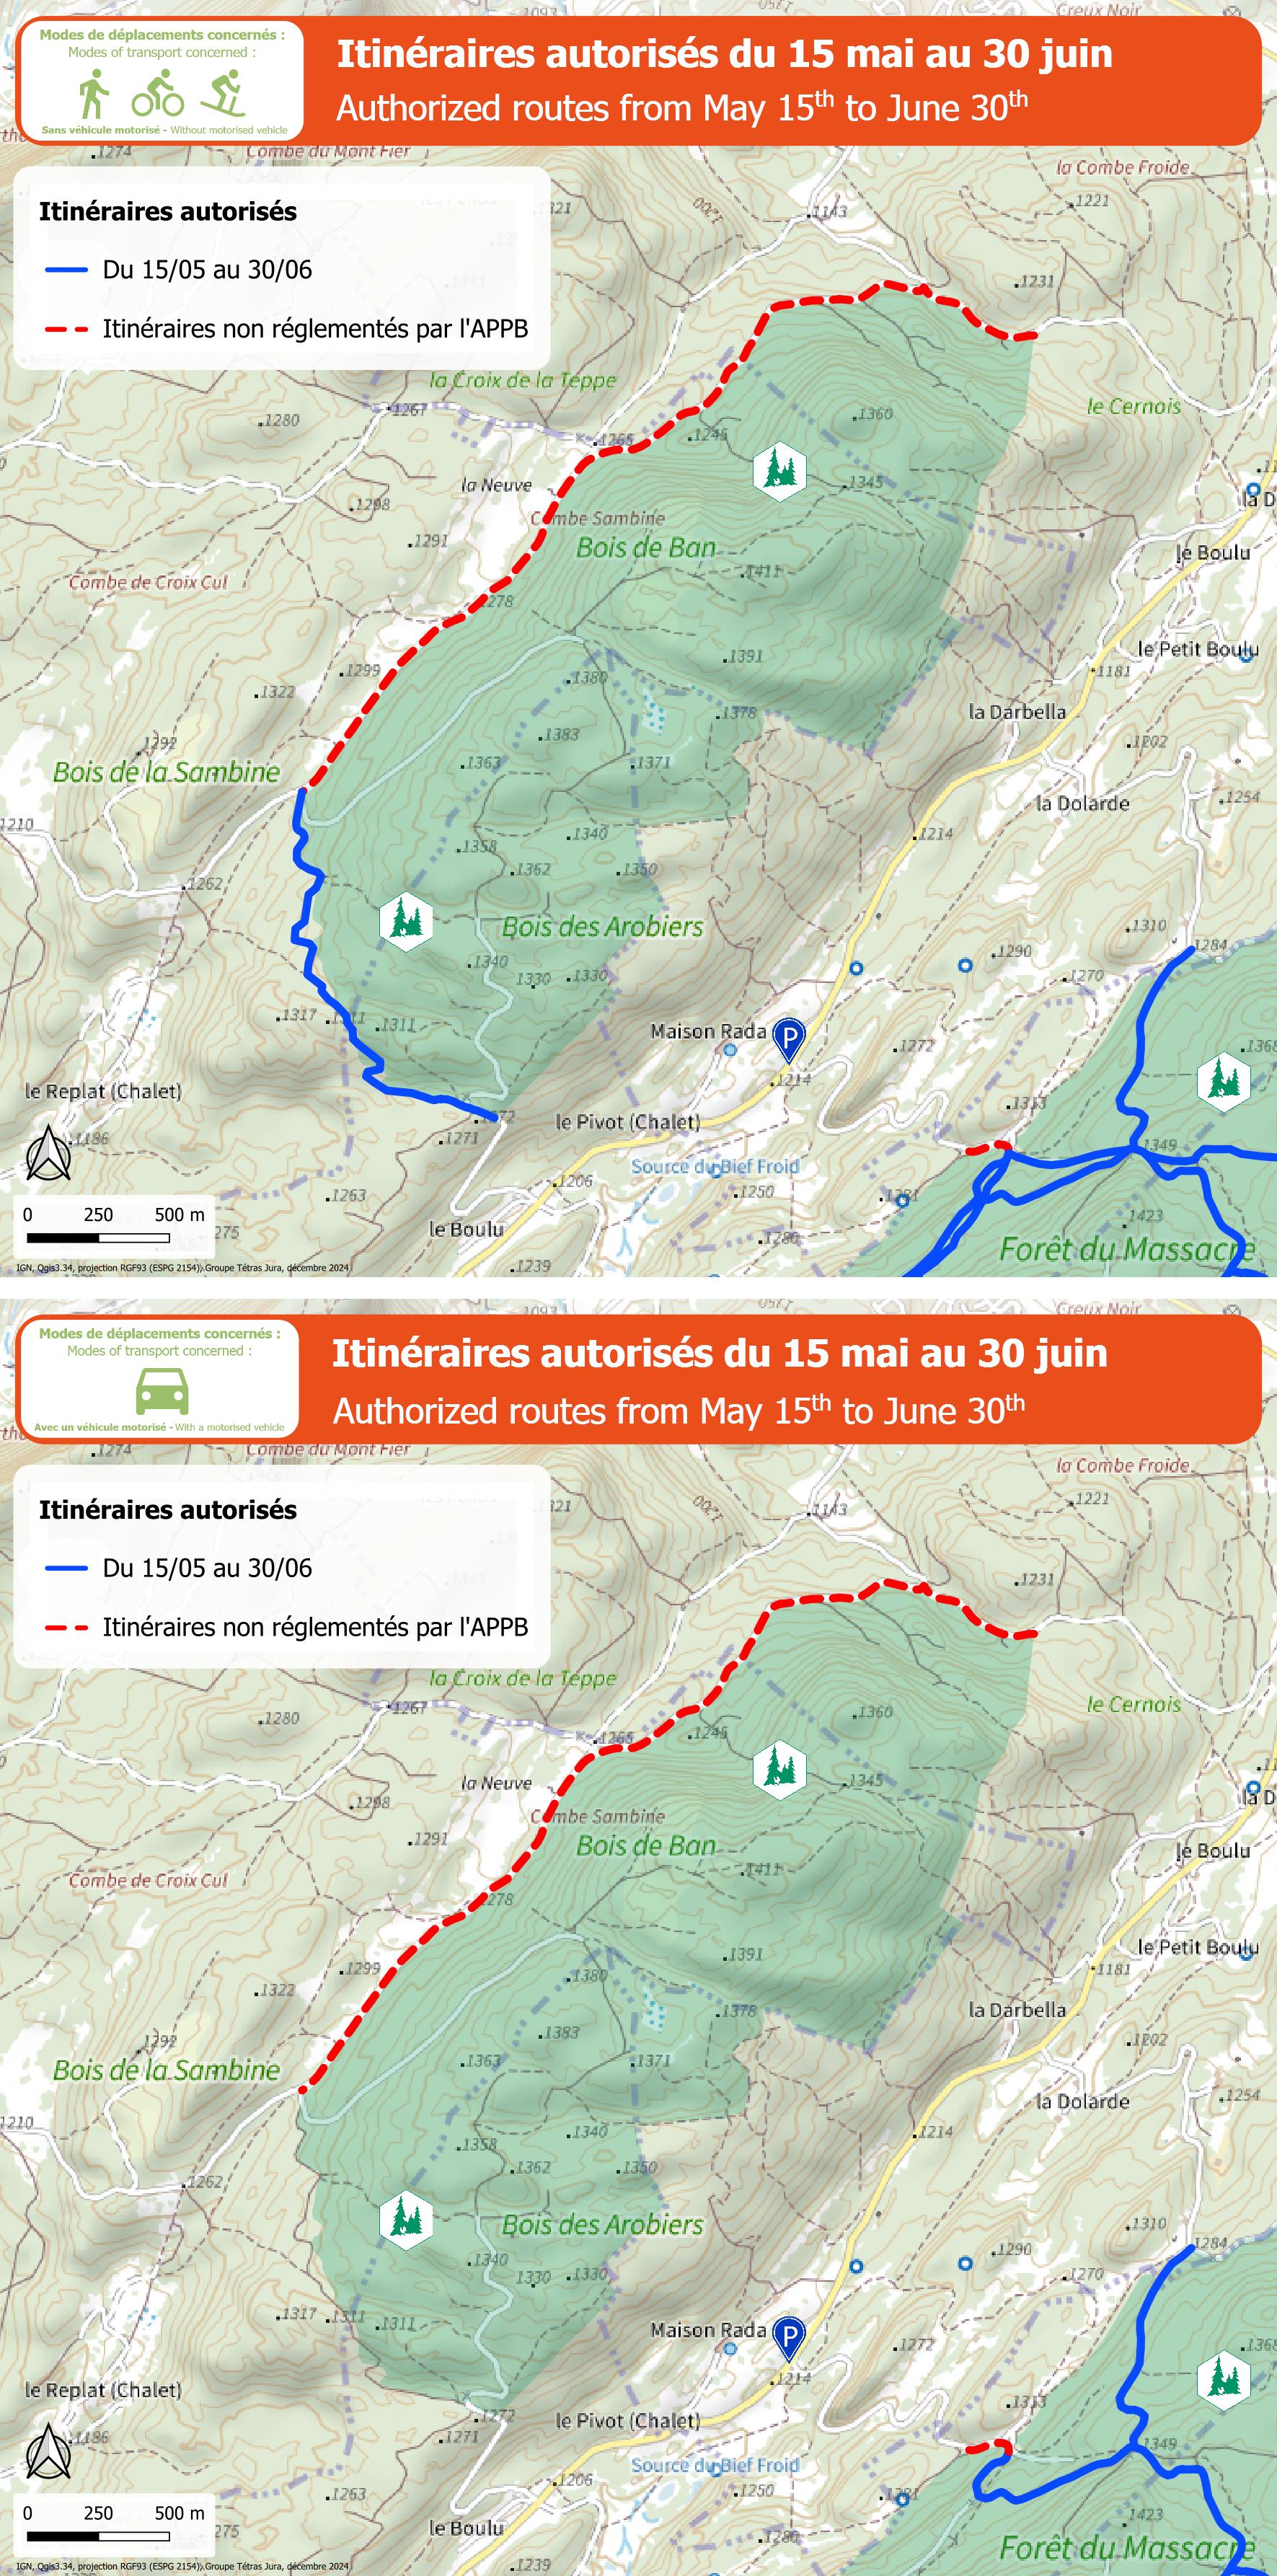 Modes de déplacements concernés :
Modes of transport concerned :
Sans véhicule motorisé - Without motorised vehicle
Itinéraires autorisés du 15 mai au 30 juin
Authorized routes from May 15th to June 30th
Creux Noir
1093
1274
Combe du Mont Fier
la Combe Froide
1221
1143
Itinéraires autorisés
Du 15/05 au 30/06
Itinéraires non réglementés par l'APPB
1231
la Croix de la Teppe
1267
1280
1265
1245
1360
le Cernois
la Neuve
1298
1345
Combe Sambine
Bois de Ban
1291
1411
le Boulu
Combe de Croix Cul
1278
le Petit Boulu
1299
1391
1181
1322
1380
la Darbella
1378
1292
1383
1202
Bois de la Sambine
1363
1371
la Dolarde
1254
1210
1340
1214
1358
1362
1350
1262
Bois des Arobiers
1310
1284
1340
1290
1330
1330
1270
1317
1311
1311
Maison Rada
P
1272
1368
1214
le Replat (Chalet)
1313
le Pivot (Chalet)
1272
1271
1186
1349
Source du Bief Froid
1206
1250
1281
1263
1423
le Boulu
1280
Forêt du Massacre
0 250 500 m
1275
1239
IGN, Qgis3.34, projection RGF93 (ESPG 2154), Groupe Tétras Jura, décembre 2024
Modes de déplacements concernés :
Modes of transport concerned :
Avec un véhicule motorisé - With a motorised vehicle
Itinéraires autorisés du 15 mai au 30 juin
Authorized routes from May 15th to June 30th
Creux Noir
1093
1274
Combe du Mont Fier
la Combe Froide
1221
1143
Itinéraires autorisés
Du 15/05 au 30/06
Itinéraires non réglementés par l'APPB
1231
la Croix de la Teppe
1267
1280
1265
1245
1360
le Cernois
la Neuve
1298
1345
Combe Sambine
Bois de Ban
1291
1411
le Boulu
Combe de Croix Cul
1278
le Petit Boulu
1299
1391
1181
1322
1380
la Darbella
1378
1292
1383
1202
Bois de la Sambine
1363
1371
la Dolarde
1254
1210
1340
1214
1358
1362
1350
1262
Bois des Arobiers
1310
1284
1340
1290
1330
1330
1270
1317
1311
1311
Maison Rada
P
1272
1368
1214
le Replat (Chalet)
1313
le Pivot (Chalet)
1272
1271
1186
1349
Source du Bief Froid
1206
1250
1281
1263
1423
le Boulu
1280
Forêt du Massacre
0 250 500 m
1275
1239
IGN, Qgis3.34, projection RGF93 (ESPG 2154), Groupe Tétras Jura, décembre 2024